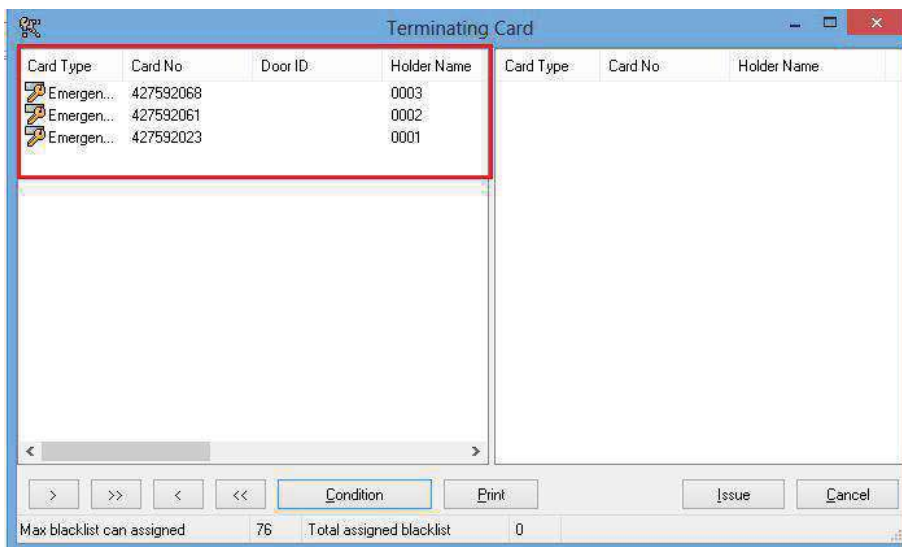 Terminating Card
Card Type Card No Door ID Holder Name Card Type Card No Holder Name
Emergen... 427592068 0003
Emergen... 427592061 0002
Emergen... 427592023 0001
> >> < << Condition Print Issue Cancel
Max blacklist can assigned 76 Total assigned blacklist 0